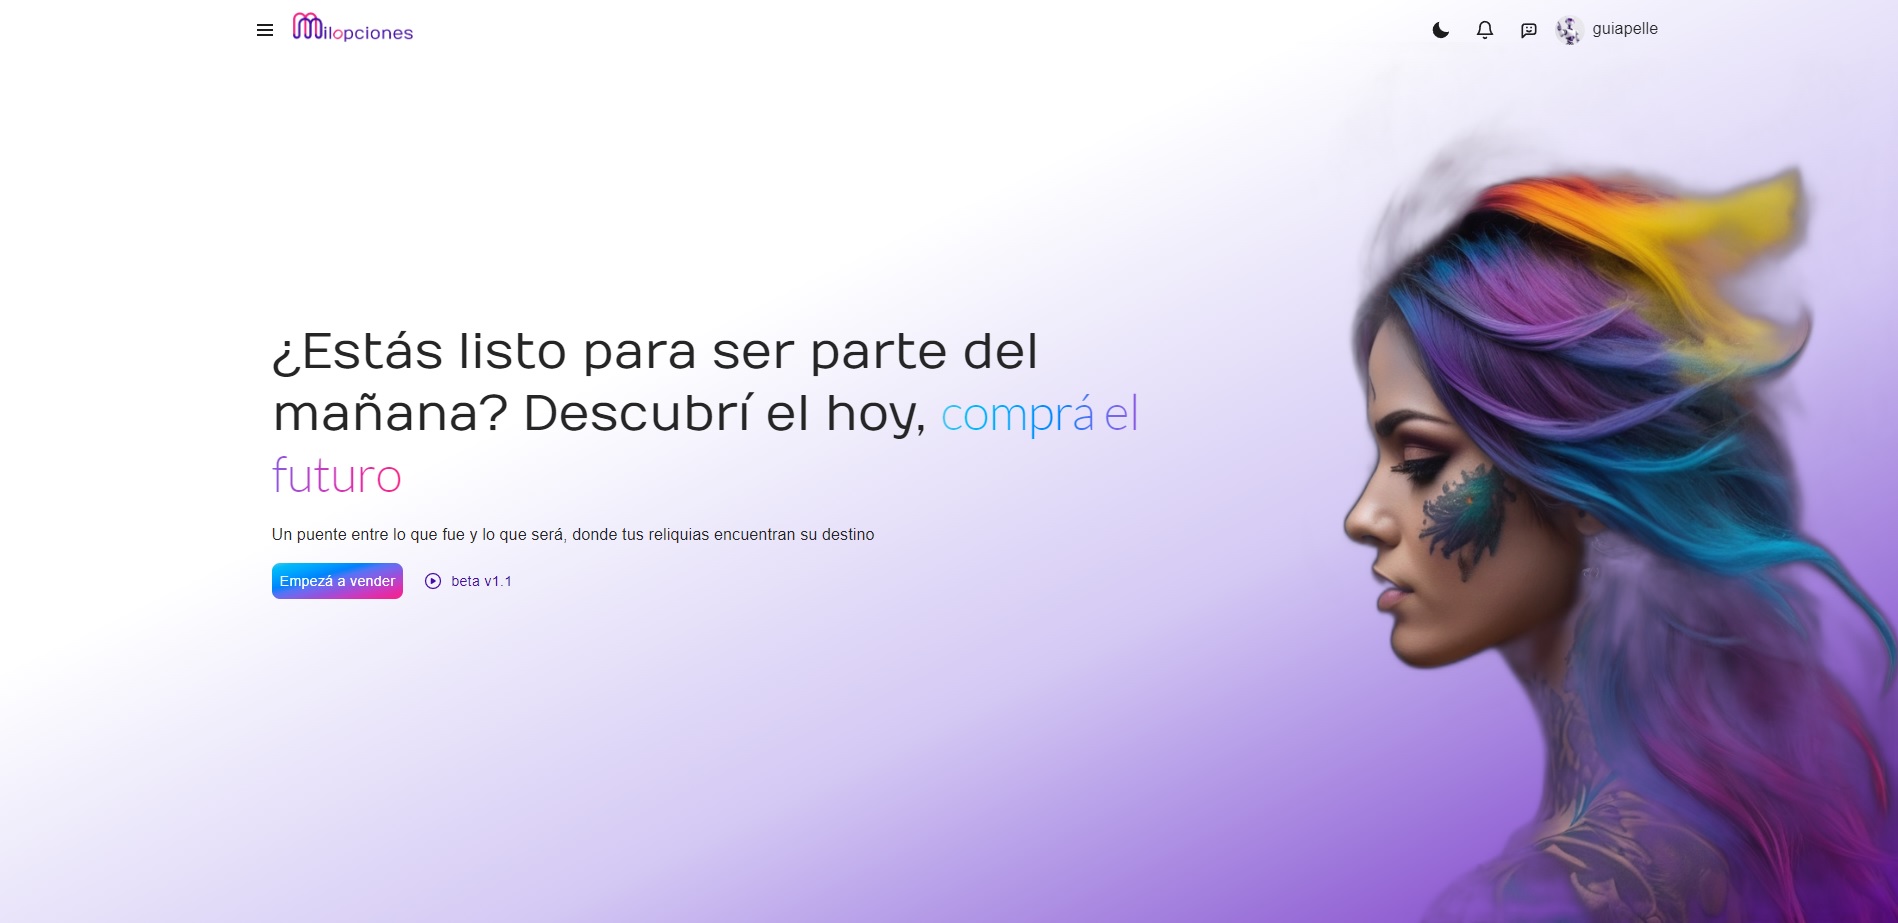 Milopciones
guiapelle
¿Estás listo para ser parte del
mañana? Descubrí el hoy, comprá el
futuro
Un puente entre lo que fue y lo que será, donde tus reliquias encuentran su destino
Empezá a vender
beta v1.1